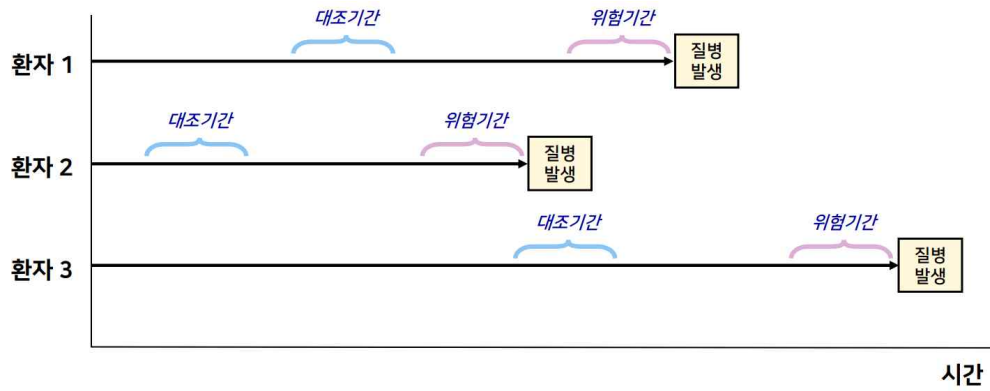 대조기간
위험기간
환자 1
질병
발생
대조기간
위험기간
환자 2
질병
발생
대조기간
위험기간
환자 3
질병
발생
시간